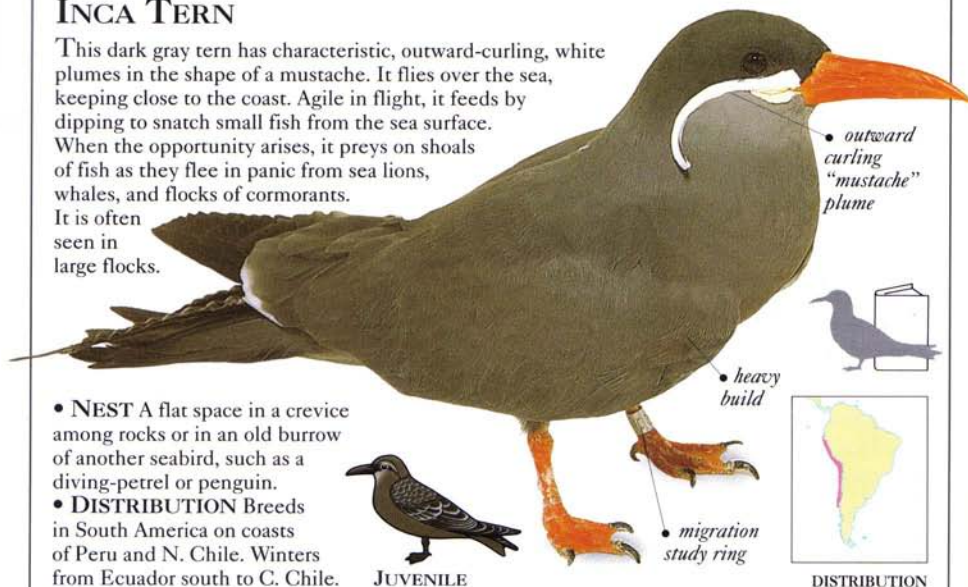 INCA TERN
This dark gray tern has characteristic, outward-curling, white
plumes in the shape of a mustache. It flies over the sea,
keeping close to the coast. Agile in flight, it feeds by
dipping to snatch small fish from the sea surface.
When the opportunity arises, it preys on shoals
of fish as they flee in panic from sea lions,
whales, and flocks of cormorants.
It is often
seen in
large flocks.
• outward
curling
"mustache"
plume
• heavy
build
• NEST A flat space in a crevice
among rocks or in an old burrow
of another seabird, such as a
diving-petrel or penguin.
• DISTRIBUTION Breeds
in South America on coasts
of Peru and N. Chile. Winters
from Ecuador south to C. Chile.
JUVENILE
• migration
study ring
DISTRIBUTION